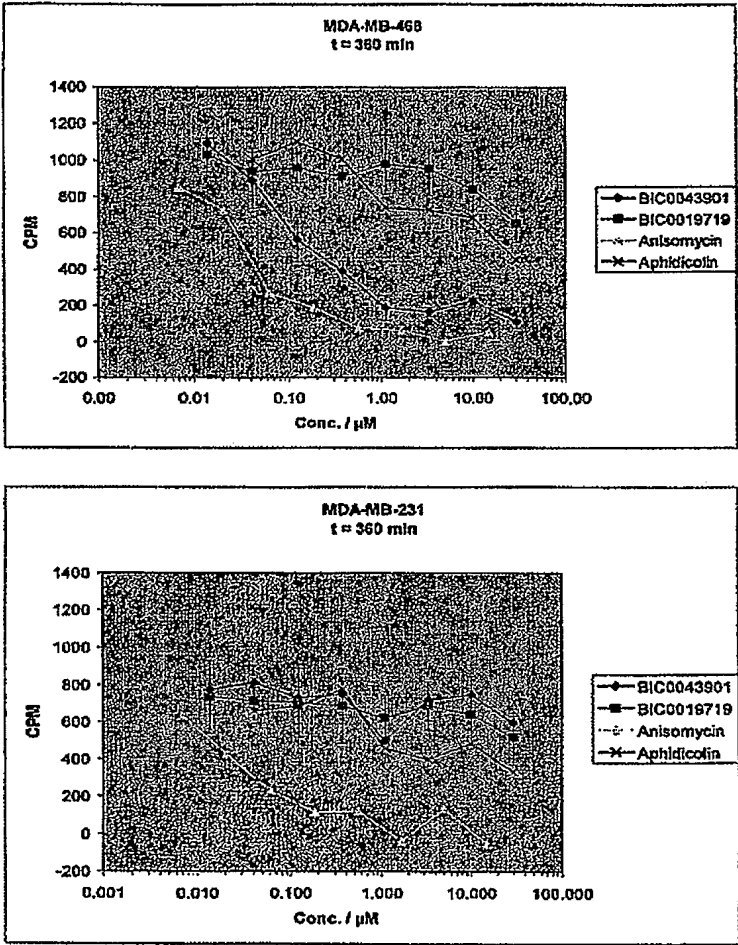 MDA-MB-468
t = 360 min
1400
1200
1000
800
600
400
200
0
-200
CPM
0.00
0.01
0.10
1.00
10.00
100.00
Conc. / µM
BIC0043901
BIC0019719
Anisomycin
Aphidicolin
MDA-MB-231
t = 360 min
1400
1200
1000
800
600
400
200
0
-200
CPM
0.001
0.010
0.100
1.000
10.000
100.000
Conc. / µM
BIC0043901
BIC0019719
Anisomycin
Aphidicolin